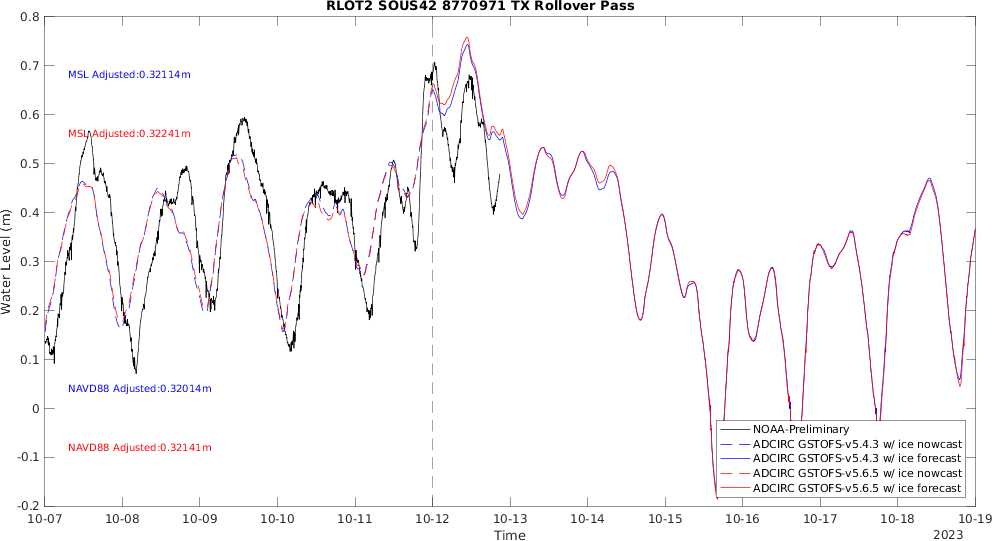 RLOT2 SOUS42 8770971 TX Rollover Pass
0.8
0.7
0.6
0.5
0.4
0.3
0.2
0.1
0
-0.1
-0.2
Water Level (m)
MSL Adjusted:0.32114m
MSL Adjusted:0.32241m
NAVD88 Adjusted:0.32014m
NAVD88 Adjusted:0.32141m
NOAA-Preliminary
ADCIRC GSTOFS-v5.4.3 w/ ice nowcast
ADCIRC GSTOFS-v5.4.3 w/ ice forecast
ADCIRC GSTOFS-v5.6.5 w/ ice nowcast
ADCIRC GSTOFS-v5.6.5 w/ ice forecast
10-07 10-08 10-09 10-10 10-11 10-12 10-13 10-14 10-15 10-16 10-17 10-18 10-19
Time
2023